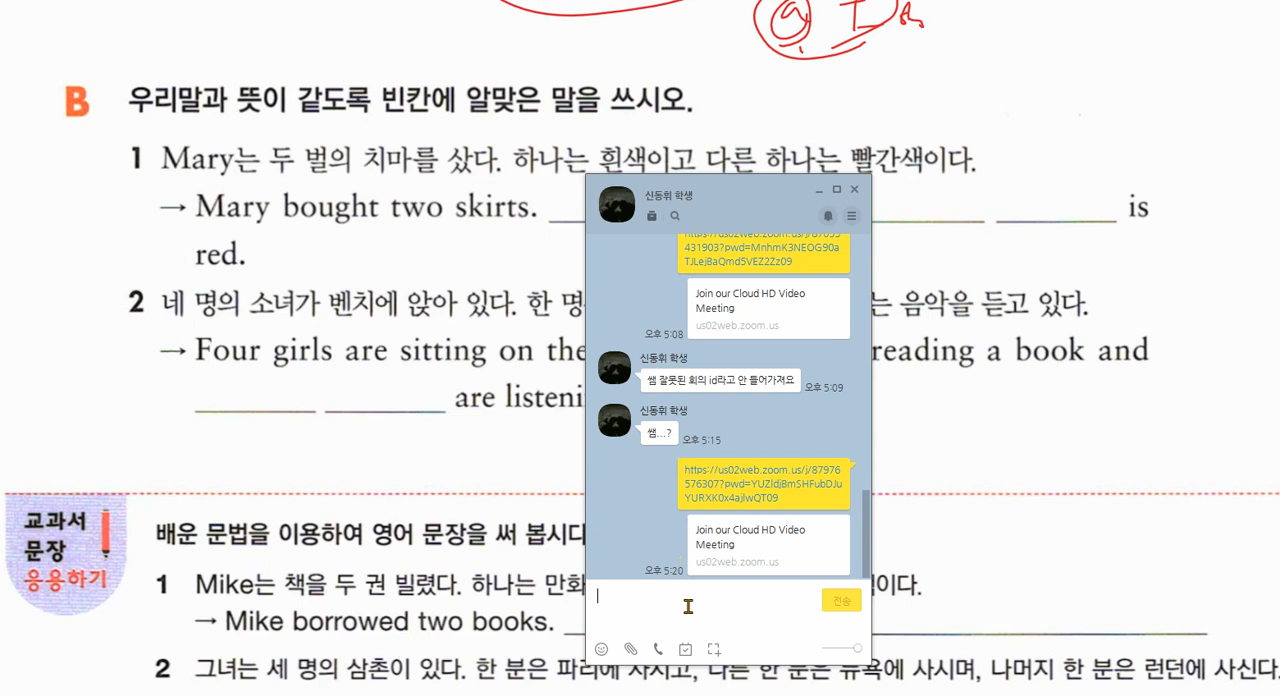 B 우리말과 뜻이 같도록 빈칸에 알맞은 말을 쓰시오.
1 Mary는 두 벌의 치마를 샀다. 하나는 흰색이고 다른 하나는 빨간색이다.
→ Mary bought two skirts. is
red.
2 네 명의 소녀가 벤치에 앉아 있다. 한 명 는 음악을 듣고 있다.
→ Four girls are sitting on the reading a book and
are listeni
교과서
문장
응용하기
배운 문법을 이용하여 영어 문장을 써 봅시다
1 Mike는 책을 두 권 빌렸다. 하나는 만화 이다.
→ Mike borrowed two books.
2 그녀는 세 명의 삼촌이 있다. 한 분은 파리에 사시고, 다른 한 분은 뉴욕에 사시며, 나머지 한 분은 런던에 사신다.
신동휘 학생
431903?pwd=MnhmK3NEOG90a
TJLejBaQmd5VEZ2Zz09
Join our Cloud HD Video
Meeting
us02web.zoom.us
오후 5:08
신동휘 학생
쌤 잘못된 회의 id라고 안 들어가져요
오후 5:09
신동휘 학생
쌤...?
오후 5:15
https://us02web.zoom.us/j/87976
576307?pwd=YUZldjBmSHFubDJu
YURXK0x4ajlwQT09
Join our Cloud HD Video
Meeting
us02web.zoom.us
오후 5:20
전송